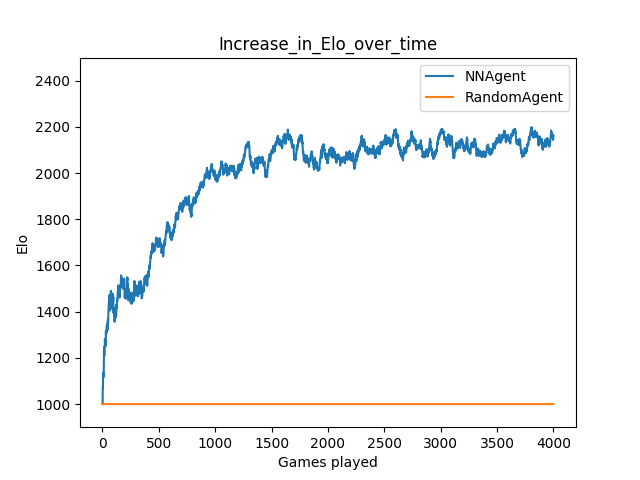 Increase_in_Elo_over_time
NNAgent
RandomAgent
2400
2200
2000
1800
1600
1400
1200
1000
Elo
0 500 1000 1500 2000 2500 3000 3500 4000
Games played